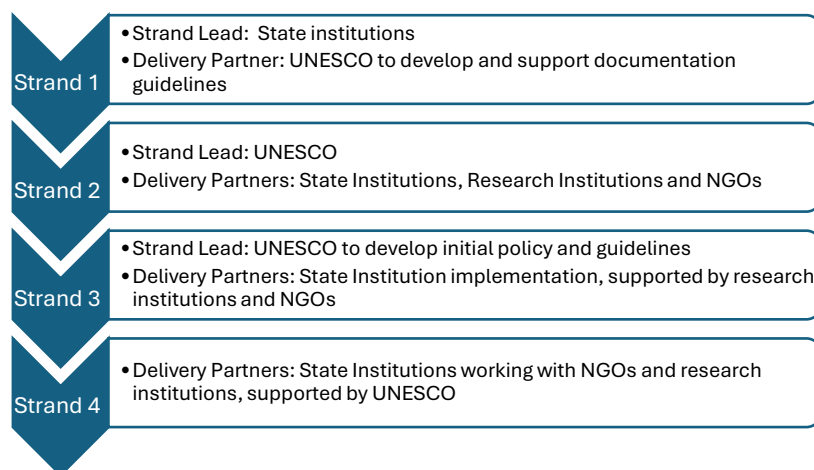 Strand 1
•Strand Lead:  State institutions
•Delivery Partner: UNESCO to develop and support documentation
guidelines
Strand 2
•Strand Lead: UNESCO
•Delivery Partners: State Institutions, Research Institutions and NGOs
Strand 3
•Strand Lead: UNESCO to develop initial policy and guidelines
•Delivery Partners: State Institution implementation, supported by research
institutions and NGOs
Strand 4
•Delivery Partners: State Institutions working with NGOs and research
institutions, supported by UNESCO